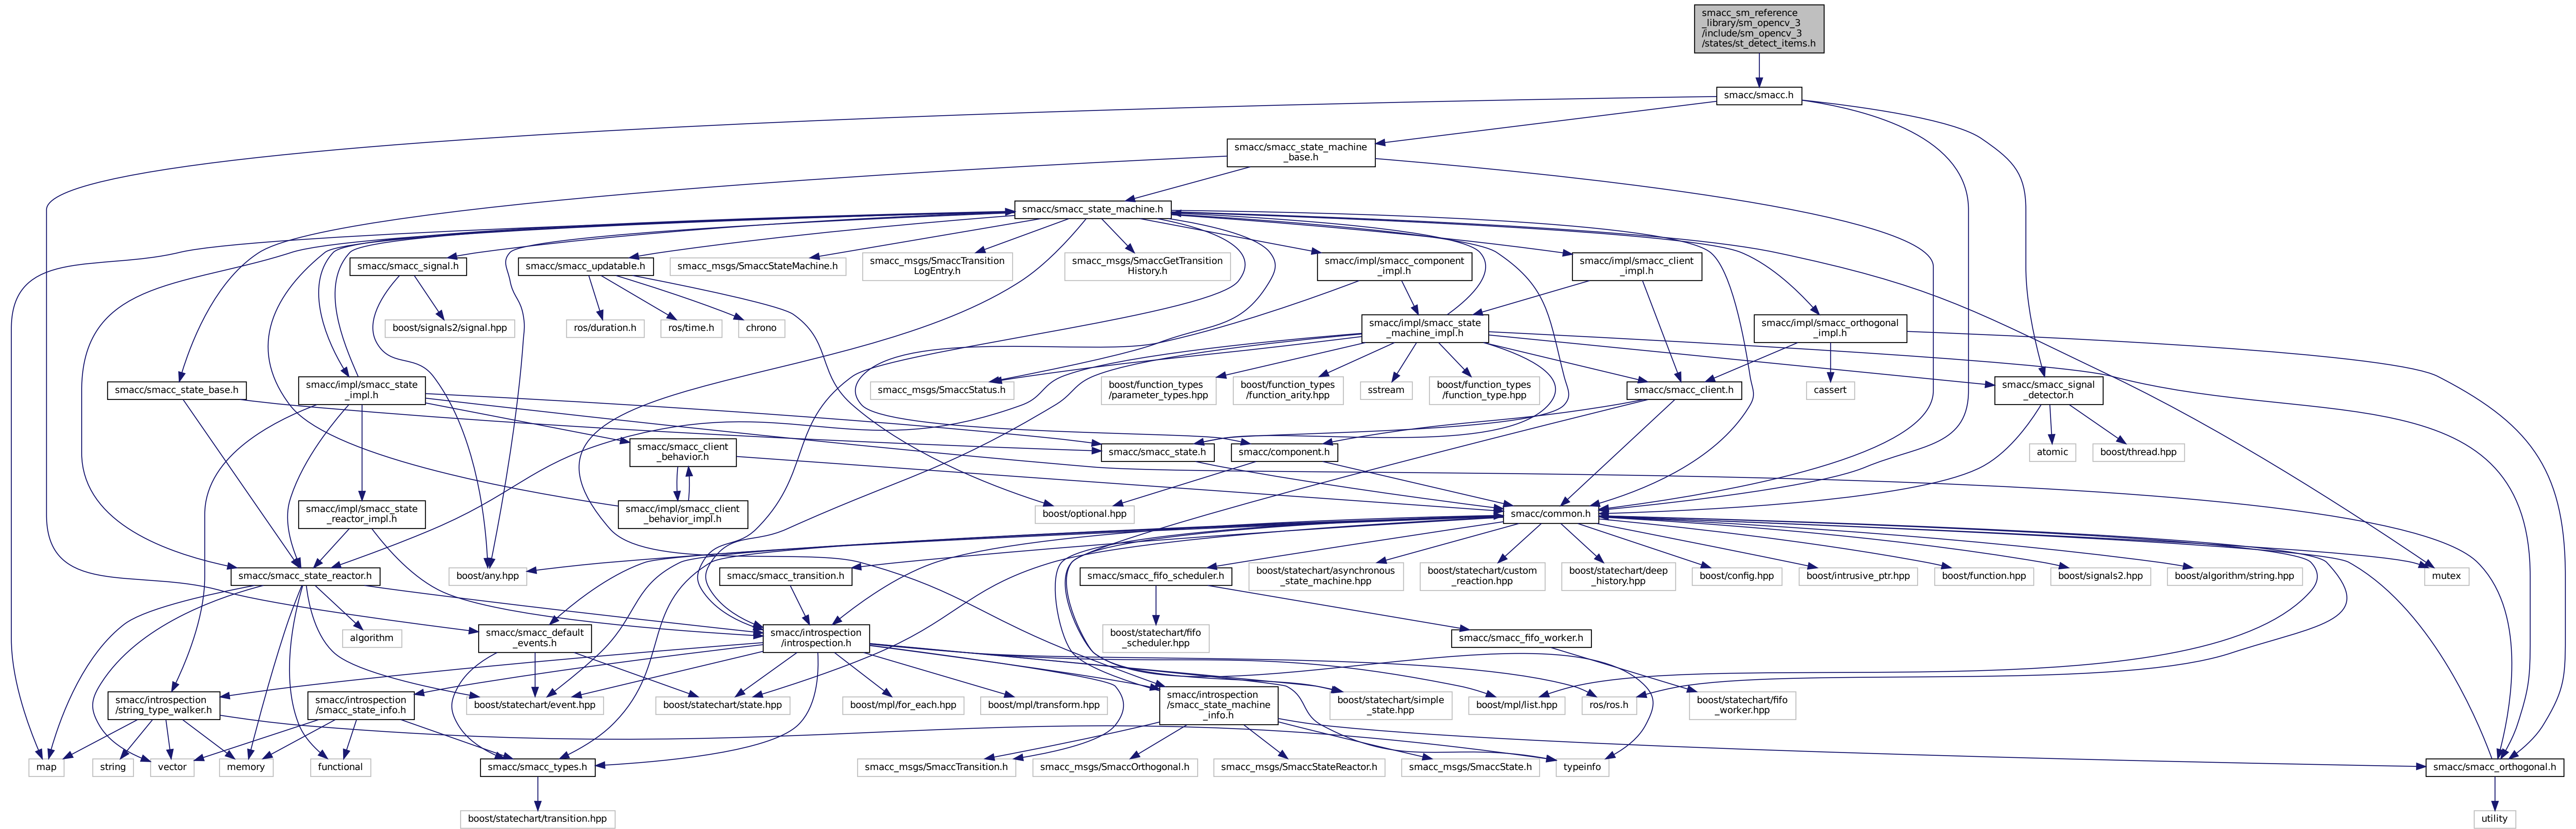 smacc_sm_reference
_library/sm_opencv_3
/include/sm_opencv_3
/states/st_detect_items.h
smacc/smacc.h
smacc/smacc_state_machine
_base.h
smacc/smacc_state_machine.h
smacc/smacc_signal.h
smacc/smacc_updatable.h
smacc_msgs/SmaccStateMachine.h
smacc_msgs/SmaccTransition
LogEntry.h
smacc_msgs/SmaccGetTransition
History.h
smacc/impl/smacc_component
_impl.h
smacc/impl/smacc_client
_impl.h
boost/signals2/signal.hpp
ros/duration.h
ros/time.h
chrono
smacc/impl/smacc_state
_machine_impl.h
smacc/impl/smacc_orthogonal
_impl.h
smacc/smacc_state_base.h
smacc/impl/smacc_state
_impl.h
smacc_msgs/SmaccStatus.h
boost/function_types
/parameter_types.hpp
boost/function_types
/function_arity.hpp
sstream
boost/function_types
/function_type.hpp
smacc/smacc_client.h
cassert
smacc/smacc_signal
_detector.h
smacc/smacc_client
_behavior.h
smacc/smacc_state.h
smacc/component.h
atomic
boost/thread.hpp
smacc/impl/smacc_state
_reactor_impl.h
smacc/impl/smacc_client
_behavior_impl.h
boost/optional.hpp
smacc/common.h
smacc/smacc_state_reactor.h
boost/any.hpp
smacc/smacc_transition.h
smacc/smacc_fifo_scheduler.h
boost/statechart/asynchronous
_state_machine.hpp
boost/statechart/custom
_reaction.hpp
boost/statechart/deep
_history.hpp
boost/config.hpp
boost/intrusive_ptr.hpp
boost/function.hpp
boost/signals2.hpp
boost/algorithm/string.hpp
mutex
algorithm
smacc/smacc_default
_events.h
smacc/introspection
/introspection.h
boost/statechart/fifo
_scheduler.hpp
smacc/smacc_fifo_worker.h
smacc/introspection
/string_type_walker.h
smacc/introspection
/smacc_state_info.h
boost/statechart/event.hpp
boost/statechart/state.hpp
boost/mpl/for_each.hpp
boost/mpl/transform.hpp
smacc/introspection
/smacc_state_machine
_info.h
boost/statechart/simple
_state.hpp
boost/mpl/list.hpp
ros/ros.h
boost/statechart/fifo
_worker.hpp
map
string
vector
memory
functional
smacc/smacc_types.h
smacc_msgs/SmaccTransition.h
smacc_msgs/SmaccOrthogonal.h
smacc_msgs/SmaccStateReactor.h
smacc_msgs/SmaccState.h
typeinfo
smacc/smacc_orthogonal.h
boost/statechart/transition.hpp
utility